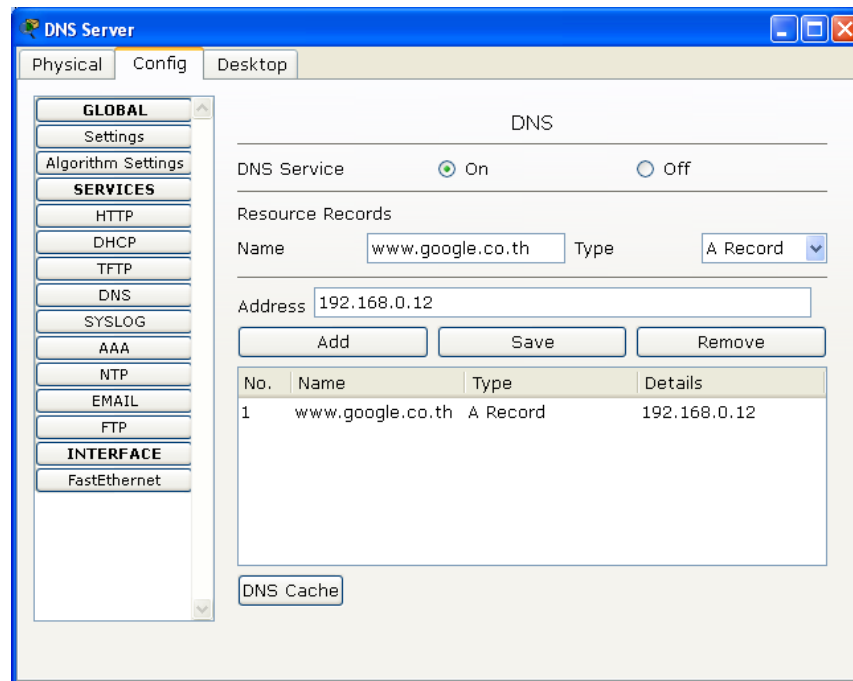 DNS Server
Physical Config Desktop
GLOBAL
Settings
Algorithm Settings
SERVICES
HTTP
DHCP
TFTP
DNS
SYSLOG
AAA
NTP
EMAIL
FTP
INTERFACE
FastEthernet
DNS
DNS Service On Off
Resource Records
Name www.google.co.th Type A Record
Address 192.168.0.12
Add Save Remove
No. Name Type Details
1 www.google.co.th A Record 192.168.0.12
DNS Cache